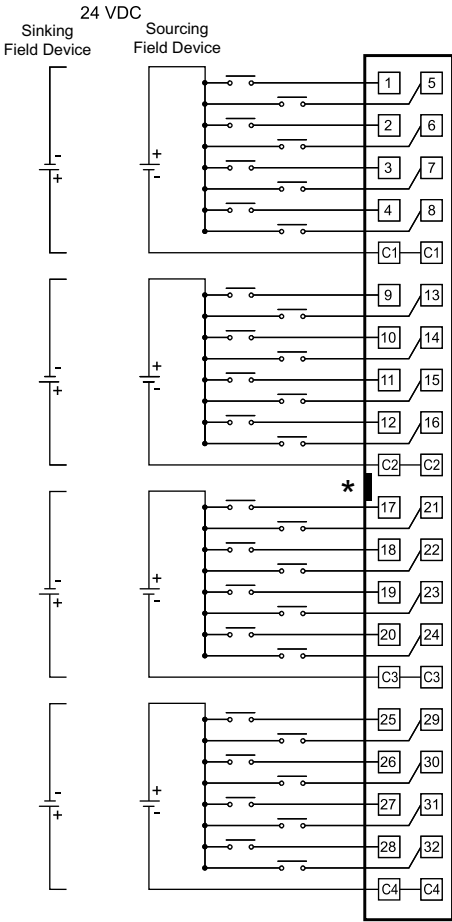 24 VDC
Sinking
Field Device
Sourcing
Field Device
1 5
2 6
- + 3 7
+ - 4 8
C1 C1
9 13
10 14
- + 11 15
+ - 12 16
C2 C2
*
17 21
18 22
- + 19 23
+ - 20 24
C3 C3
25 29
26 30
- + 27 31
+ - 28 32
C4 C4